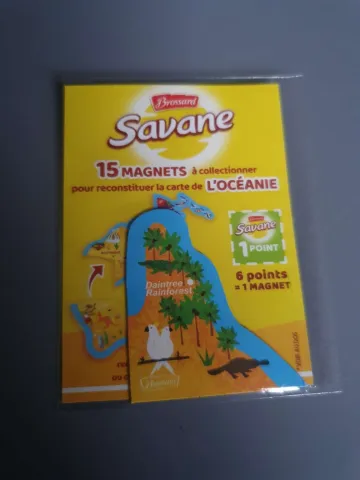 Brossard
Savane
15 MAGNETS à collectionner
pour reconstituer la carte de L'OCÉANIE
Brossard
Savane
1 POINT
6 points
= 1 MAGNET
Daintree
Rainforest